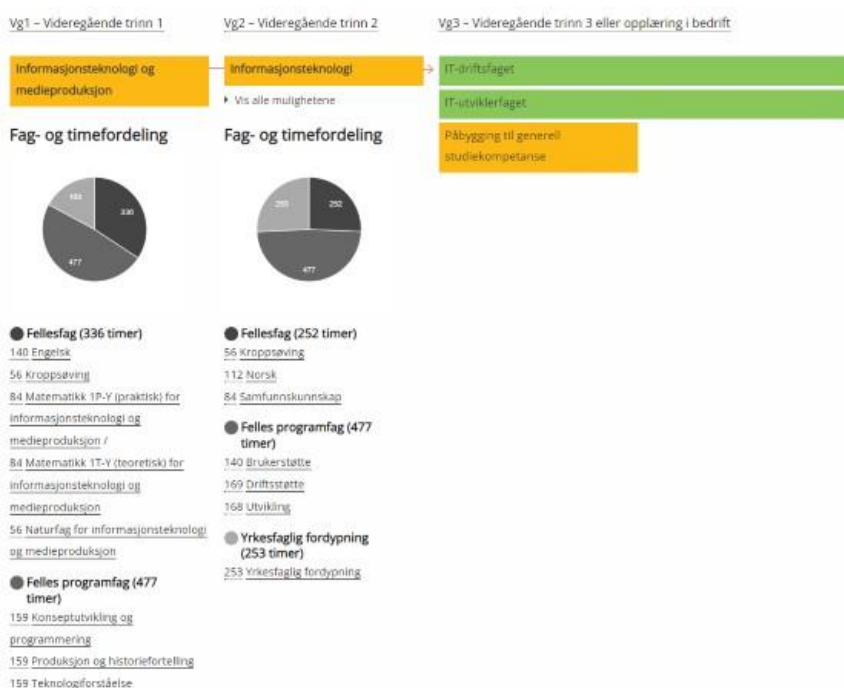 Vg1 – Videregående trinn 1
Informasjonsteknologi og
medieproduksjon
Fag- og timefordeling
168
336
477
Fellesfag (336 timer)
140 Engelsk
56 Kroppsøving
84 Matematikk 1P-Y (praktisk) for
informasjonsteknologi og
medieproduksjon /
84 Matematikk 1T-Y (teoretisk) for
informasjonsteknologi og
medieproduksjon
56 Naturfag for informasjonsteknologi
og medieproduksjon
Felles programfag (477
timer)
159 Konseptutvikling og
programmering
159 Produksjon og historiefortelling
159 Teknologiforståelse
Vg2 – Videregående trinn 2
Informasjonsteknologi
Vis alle mulighetene
Fag- og timefordeling
253
252
477
Fellesfag (252 timer)
56 Kroppsøving
112 Norsk
84 Samfunnskunnskap
Felles programfag (477
timer)
140 Brukerstøtte
169 Driftsstøtte
168 Utvikling
Yrkesfaglig fordypning
(253 timer)
253 Yrkesfaglig fordypning
Vg3 – Videregående trinn 3 eller opplæring i bedrift
IT-driftsfaget
IT-utviklerfaget
Påbygging til generell
studiekompetanse